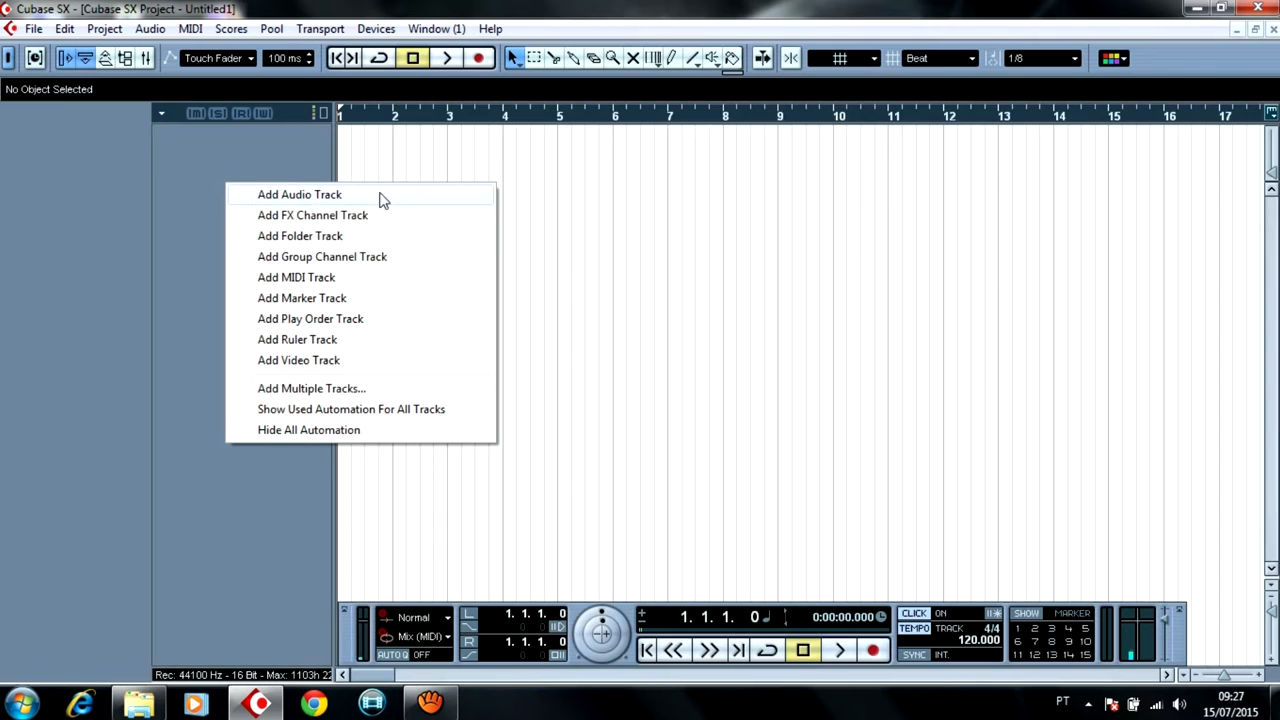 Cubase SX - [Cubase SX Project - Untitled1]
File Edit Project Audio MIDI Scores Pool Transport Devices Window (1) Help
Touch Fader 100 ms Beat 1/8
No Object Selected
M S R W
1 2 3 4 5 6 7 8 9 10 11 12 13 14 15 16 17
Add Audio Track
Add FX Channel Track
Add Folder Track
Add Group Channel Track
Add MIDI Track
Add Marker Track
Add Play Order Track
Add Ruler Track
Add Video Track
Add Multiple Tracks...
Show Used Automation For All Tracks
Hide All Automation
Normal L 1. 1. 1. 0 1. 1. 1. 0 0:00:00.000 CLICK ON SHOW MARKER
Mix (MIDI) R 1. 1. 1. 0 TEMPO TRACK 4/4 1 2 3 4 5
120.000 6 7 8 9 10
AUTO Q OFF SYNC INT. 11 12 13 14 15
Rec: 44100 Hz - 16 Bit - Max: 1103h 22
PT 09:27
15/07/2015